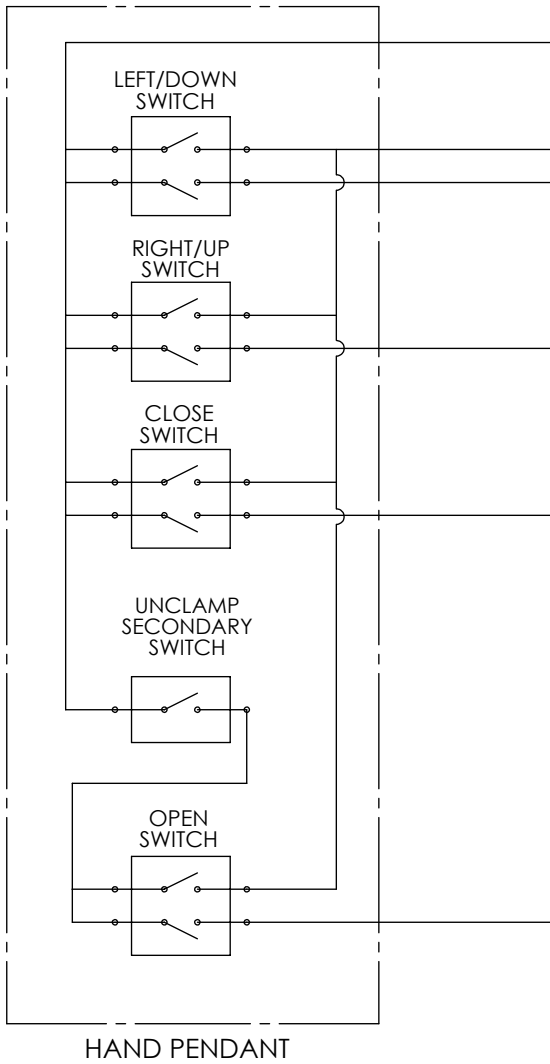 LEFT/DOWN
SWITCH
RIGHT/UP
SWITCH
CLOSE
SWITCH
UNCLAMP
SECONDARY
SWITCH
OPEN
SWITCH
HAND PENDANT